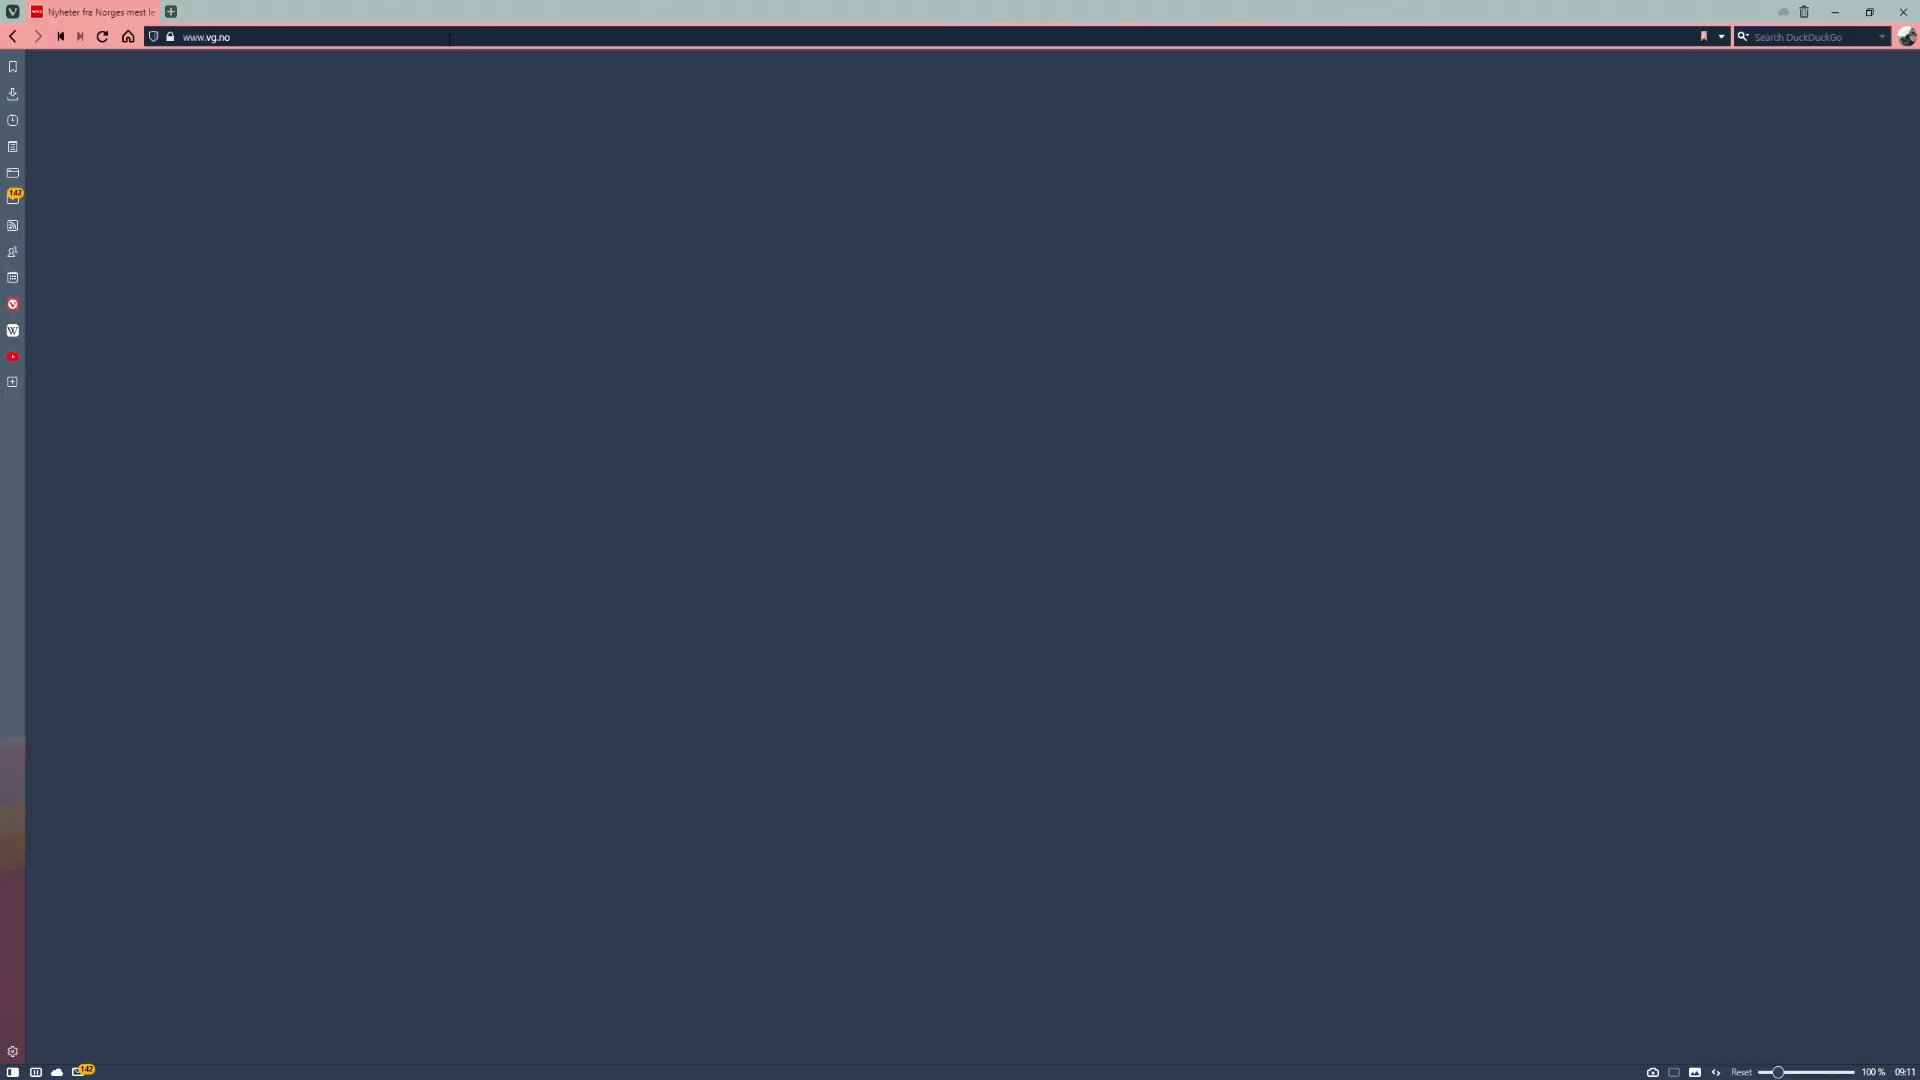 Nyheter fra Norges mest le
www.vg.no
Search DuckDuckGo
142
W
142
Reset
100 %
09:11